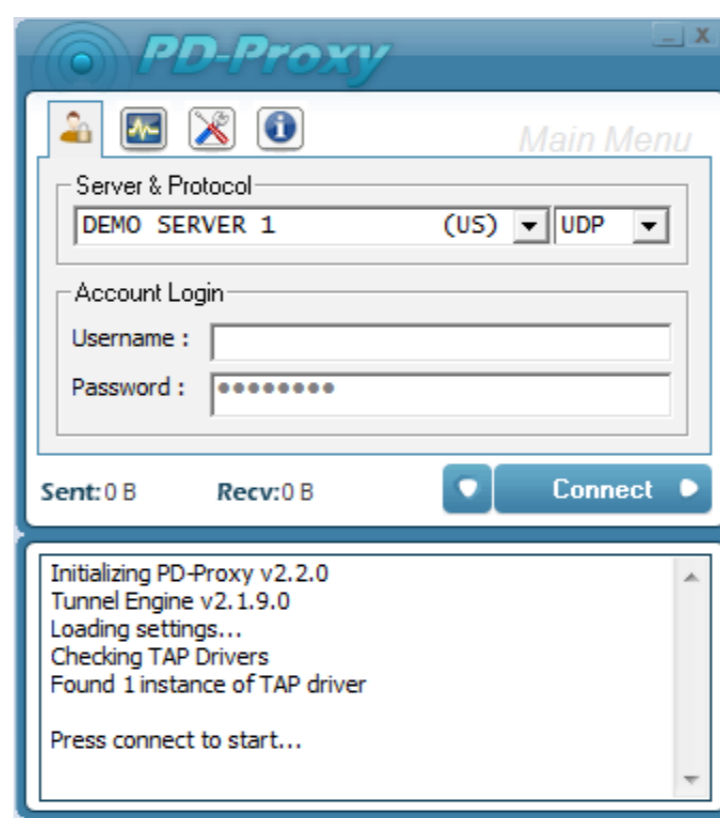 PD-Proxy
Main Menu
Server & Protocol
DEMO SERVER 1 (US) UDP
Account Login
Username :
Password : ••••••••
Sent: 0 B Recv: 0 B Connect
Initializing PD-Proxy v2.2.0
Tunnel Engine v2.1.9.0
Loading settings...
Checking TAP Drivers
Found 1 instance of TAP driver
Press connect to start...